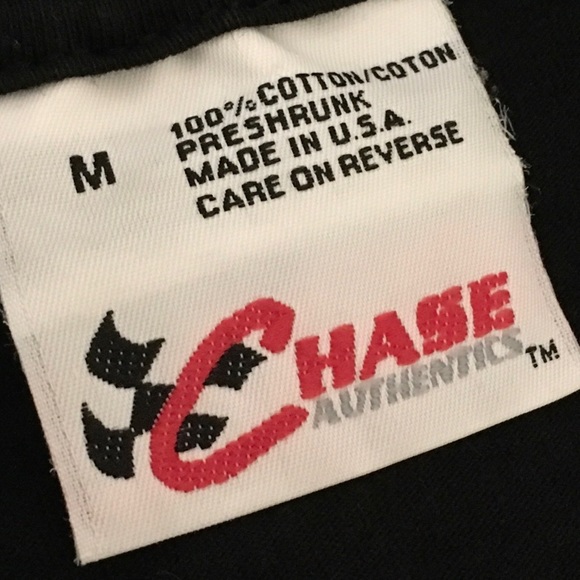 M
100% COTTON/COTON
PRESHRUNK
MADE IN U.S.A.
CARE ON REVERSE
CHASE
AUTHENTICS TM